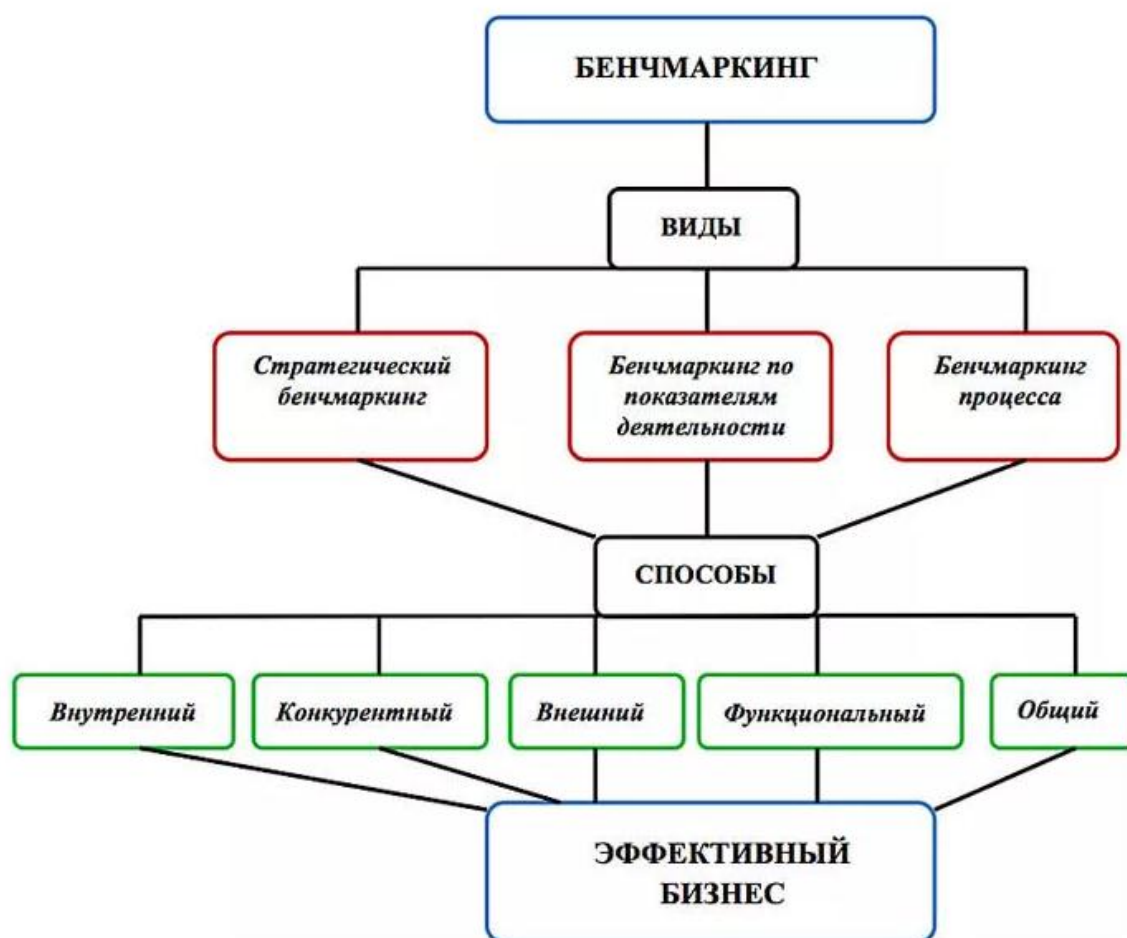 БЕНЧМАРКИНГ
ВИДЫ
Стратегический
бенчмаркинг
Бенчмаркинг по
показателям
деятельности
Бенчмаркинг
процесса
СПОСОБЫ
Внутренний
Конкурентный
Внешний
Функциональный
Общий
ЭФФЕКТИВНЫЙ
БИЗНЕС